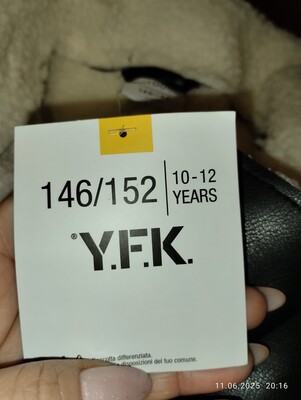 146/152
10-12
YEARS
®Y.F.K.
differenziata.
disposizioni del tuo comune.
11.06.2025 20:16